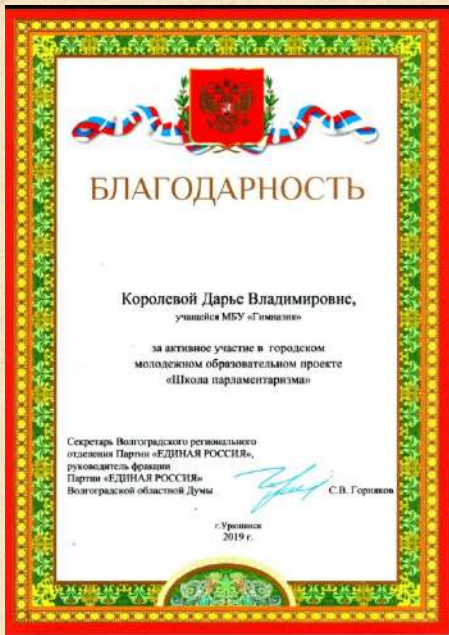 БЛАГОДАРНОСТЬ
Королевой Дарье Владимировне,
учащейся МБУ «Гимназия»
за активное участие в городском
молодежном образовательном проекте
«Школа парламентаризма»
Секретарь Волгоградского регионального
отделения Партии «ЕДИНАЯ РОССИЯ»,
руководитель фракции
Партии «ЕДИНАЯ РОССИЯ»
Волгоградской областной Думы С.В. Горняков
г.Урюпинск
2019 г.